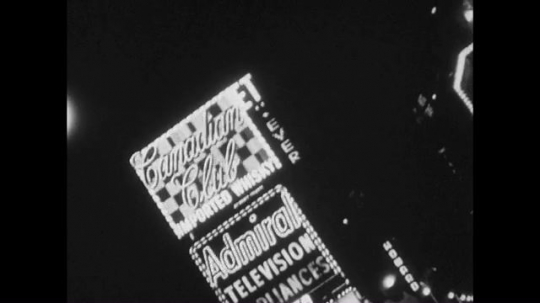 Canadian
Club
IMPORTED WHISKY
Admiral
TELEVISION
APPLIANCES
EVER